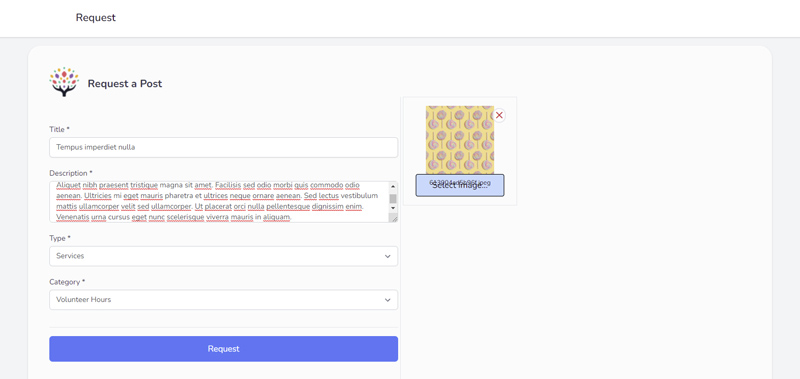 Request
Request a Post
Title *
Tempus imperdiet nulla
Description *
Aliquet nibh praesent tristique magna sit amet. Facilisis sed odio morbi quis commodo odio
aenean. Ultricies mi eget mauris pharetra et ultrices neque ornare aenean. Sed lectus vestibulum
mattis ullamcorper velit sed ullamcorper. Ut placerat orci nulla pellentesque dignissim enim.
Venenatis urna cursus eget nunc scelerisque viverra mauris in aliquam.
Type *
Services
Category *
Volunteer Hours
Request
Select Image...